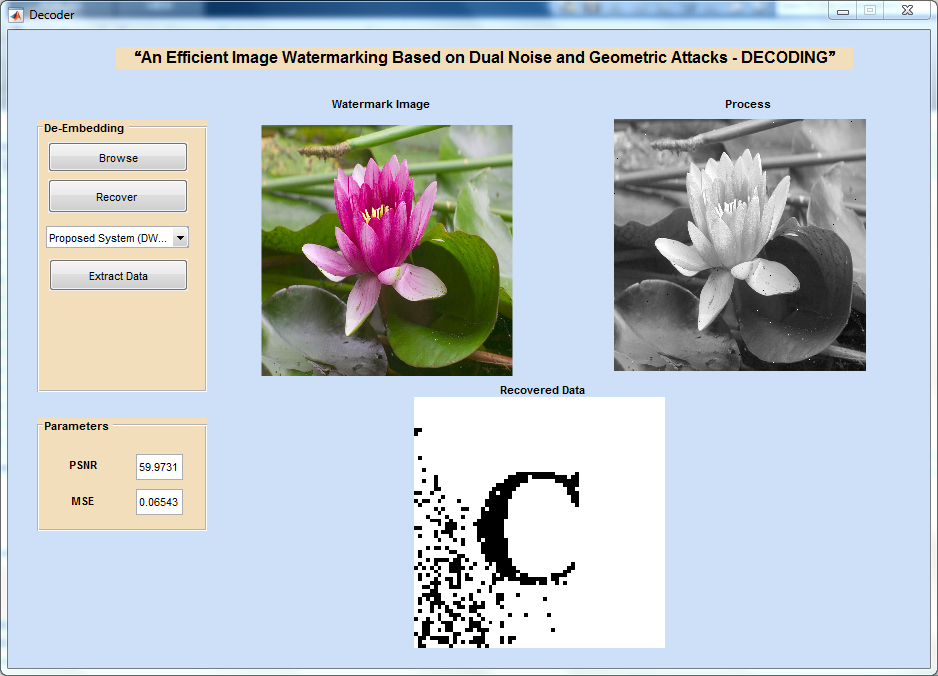 Decoder
“An Efficient Image Watermarking Based on Dual Noise and Geometric Attacks - DECODING”
Watermark Image
Process
De-Embedding
Browse
Recover
Proposed System (DW...
Extract Data
Recovered Data
C
Parameters
PSNR 59.9731
MSE 0.06543